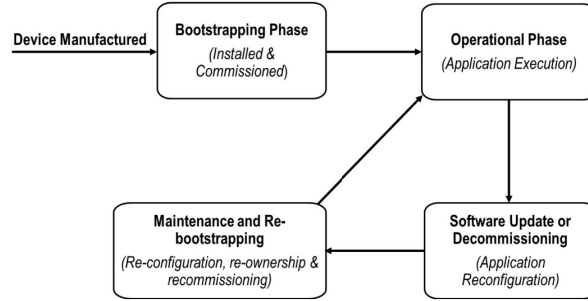 Device Manufactured
Bootstrapping Phase
(Installed &
Commissioned)
Operational Phase
(Application Execution)
Maintenance and Re-
bootstrapping
(Re-configuration, re-ownership &
recommissioning)
Software Update or
Decommissioning
(Application
Reconfiguration)